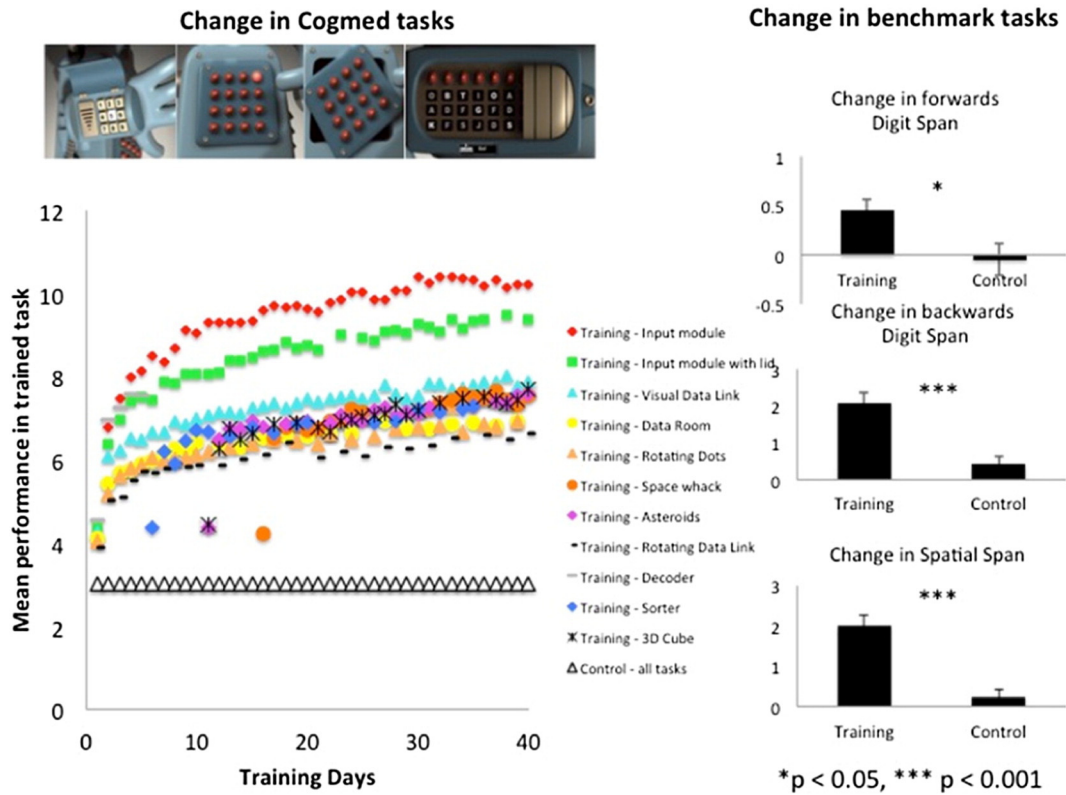 Change in Cogmed tasks
12
10
8
6
4
2
0
0
10
20
30
40
Mean performance in trained task
Training Days
Training - Input module
Training - Input module with lid
Training - Visual Data Link
Training - Data Room
Training - Rotating Dots
Training - Space whack
Training - Asteroids
Training - Rotating Data Link
Training - Decoder
Training - Sorter
Training - 3D Cube
Control - all tasks
Change in benchmark tasks
Change in forwards
Digit Span
1
0.5
0
-0.5
*
Training
Control
Change in backwards
Digit Span
3
2
1
0
***
Training
Control
Change in Spatial Span
3
2
1
0
***
Training
Control
*p < 0.05, *** p < 0.001